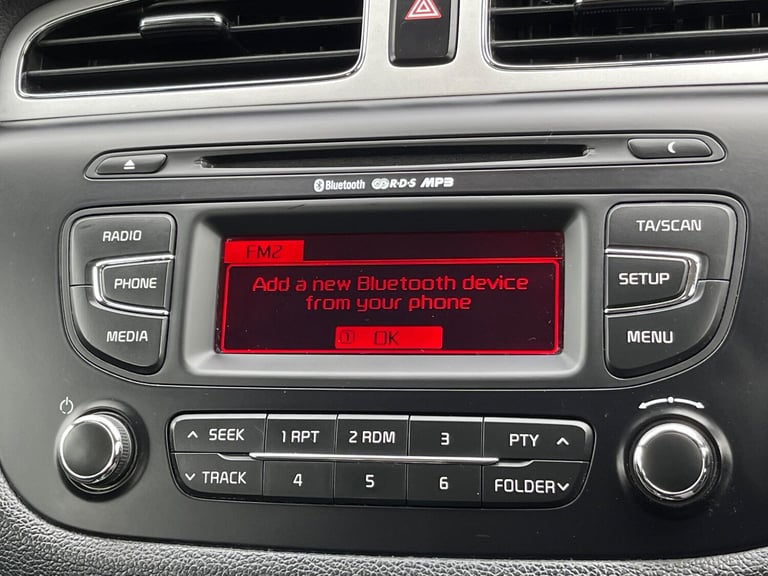 Bluetooth R·D·S MP3
RADIO
PHONE
MEDIA
FM2
Add a new Bluetooth device
from your phone
① OK
TA/SCAN
SETUP
MENU
SEEK 1 RPT 2 RDM 3 PTY
TRACK 4 5 6 FOLDER